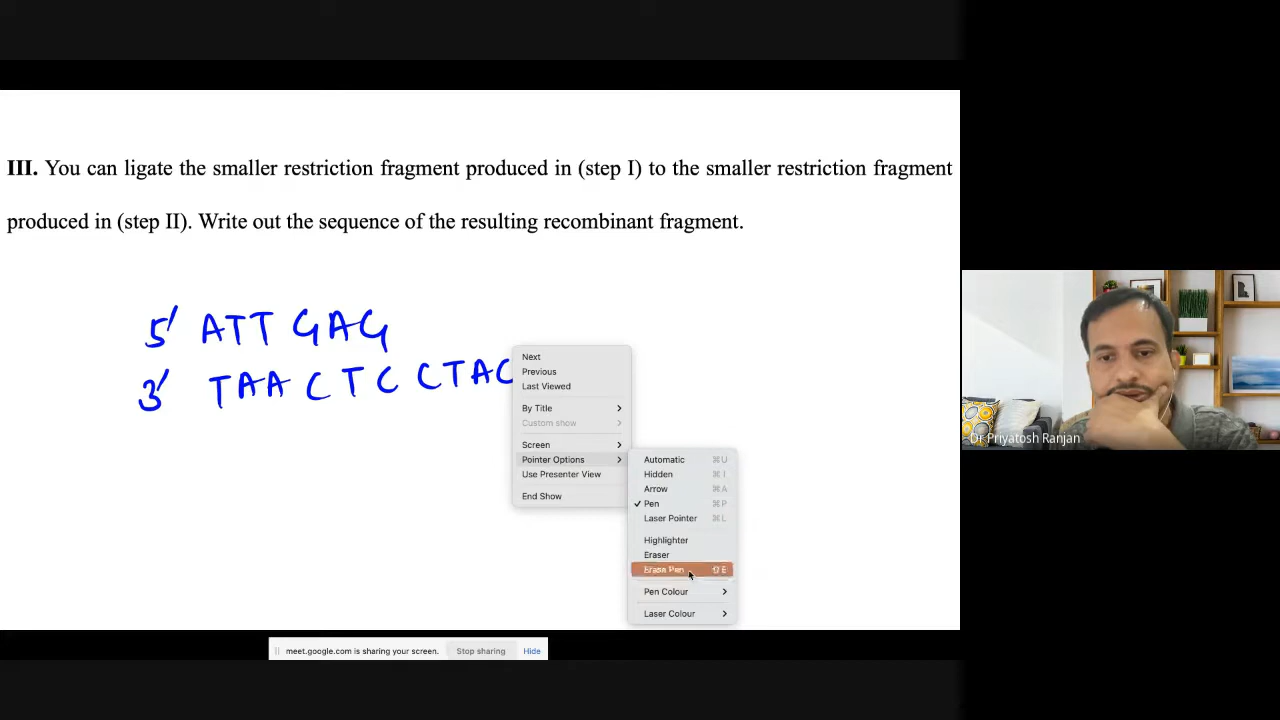 III. You can ligate the smaller restriction fragment produced in (step I) to the smaller restriction fragment
produced in (step II). Write out the sequence of the resulting recombinant fragment.
5' ATT GAG
3' TAA CTC CTAC
Next
Previous
Last Viewed
By Title
Custom show
Screen
Pointer Options
Use Presenter View
End Show
Automatic ⌘U
Hidden ⌘I
Arrow ⌘A
✓ Pen ⌘P
Laser Pointer ⌘L
Highlighter
Eraser
Erase Pen ⇧E
Pen Colour
Laser Colour
Dr Priyatosh Ranjan
meet.google.com is sharing your screen. Stop sharing Hide